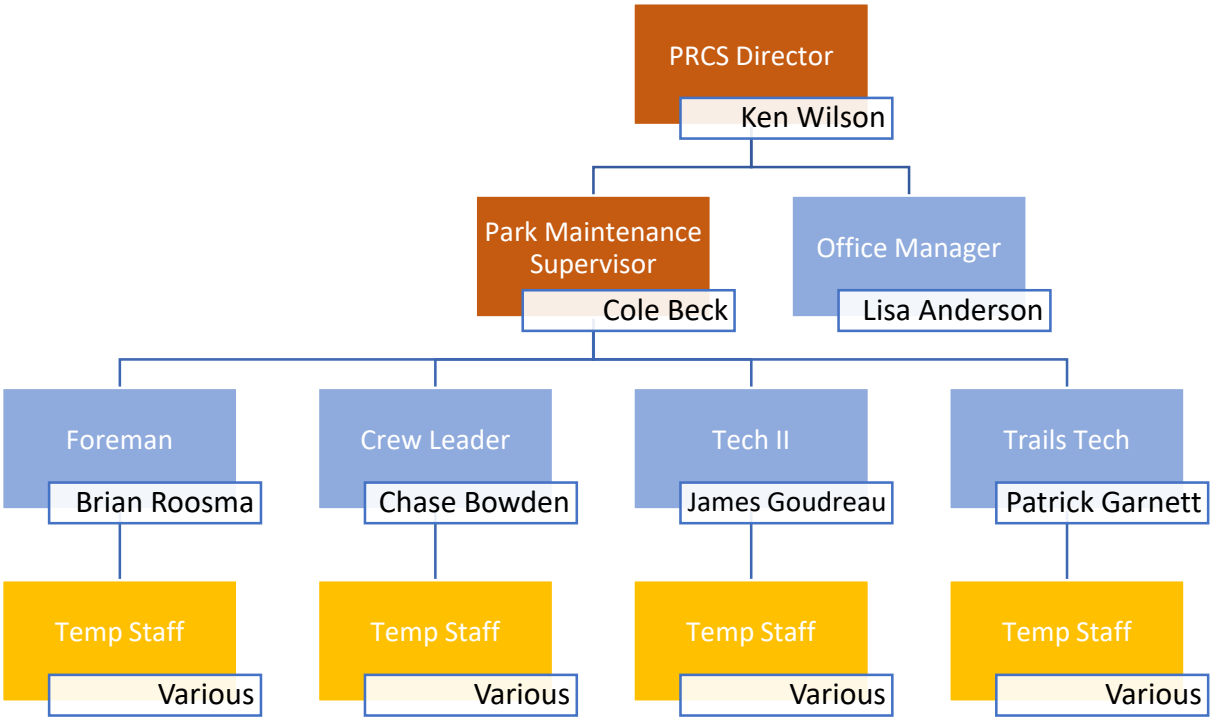 PRCS Director
Ken Wilson
Park Maintenance
Supervisor
Cole Beck
Office Manager
Lisa Anderson
Foreman
Brian Roosma
Crew Leader
Chase Bowden
Tech II
James Goudreau
Trails Tech
Patrick Garnett
Temp Staff
Various
Temp Staff
Various
Temp Staff
Various
Temp Staff
Various